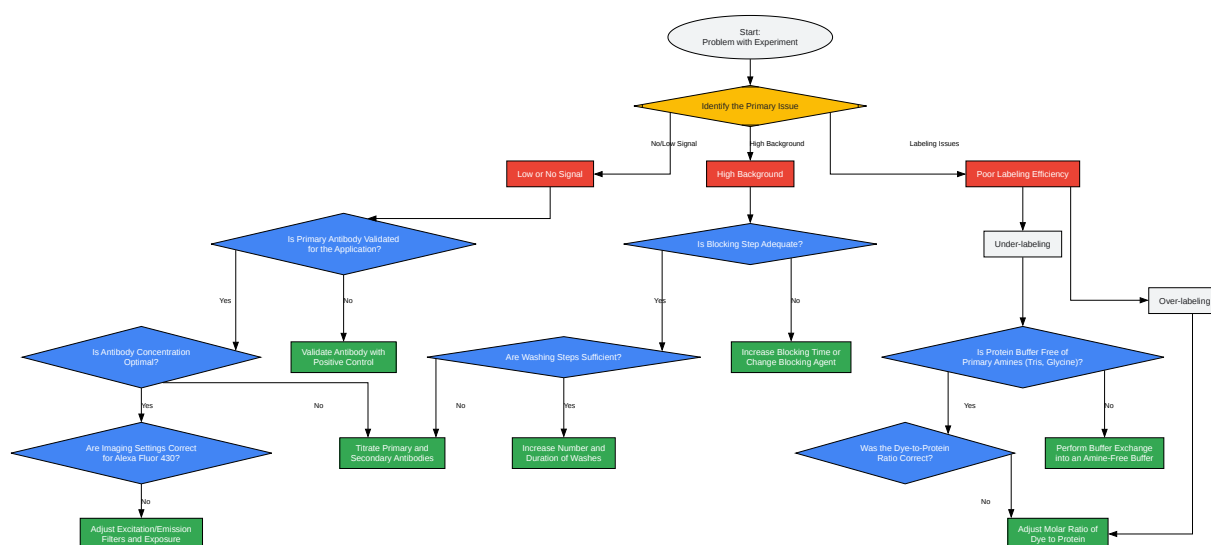 Start:
Problem with Experiment
Identify the Primary Issue
No/Low Signal
High Background
Labeling Issues
Low or No Signal
High Background
Poor Labeling Efficiency
Is Primary Antibody Validated
for the Application?
Is Blocking Step Adequate?
Under-labeling
Yes
No
Yes
No
Over-labeling
Is Antibody Concentration
Optimal?
Validate Antibody with
Positive Control
Are Washing Steps Sufficient?
Increase Blocking Time or
Change Blocking Agent
Is Protein Buffer Free of
Primary Amines (Tris, Glycine)?
Yes
No
No
Yes
Yes
No
Are Imaging Settings Correct
for Alexa Fluor 430?
Titrate Primary and
Secondary Antibodies
Increase Number and
Duration of Washes
Was the Dye-to-Protein
Ratio Correct?
Perform Buffer Exchange
into an Amine-Free Buffer
No
No
Adjust Excitation/Emission
Filters and Exposure
Adjust Molar Ratio of
Dye to Protein